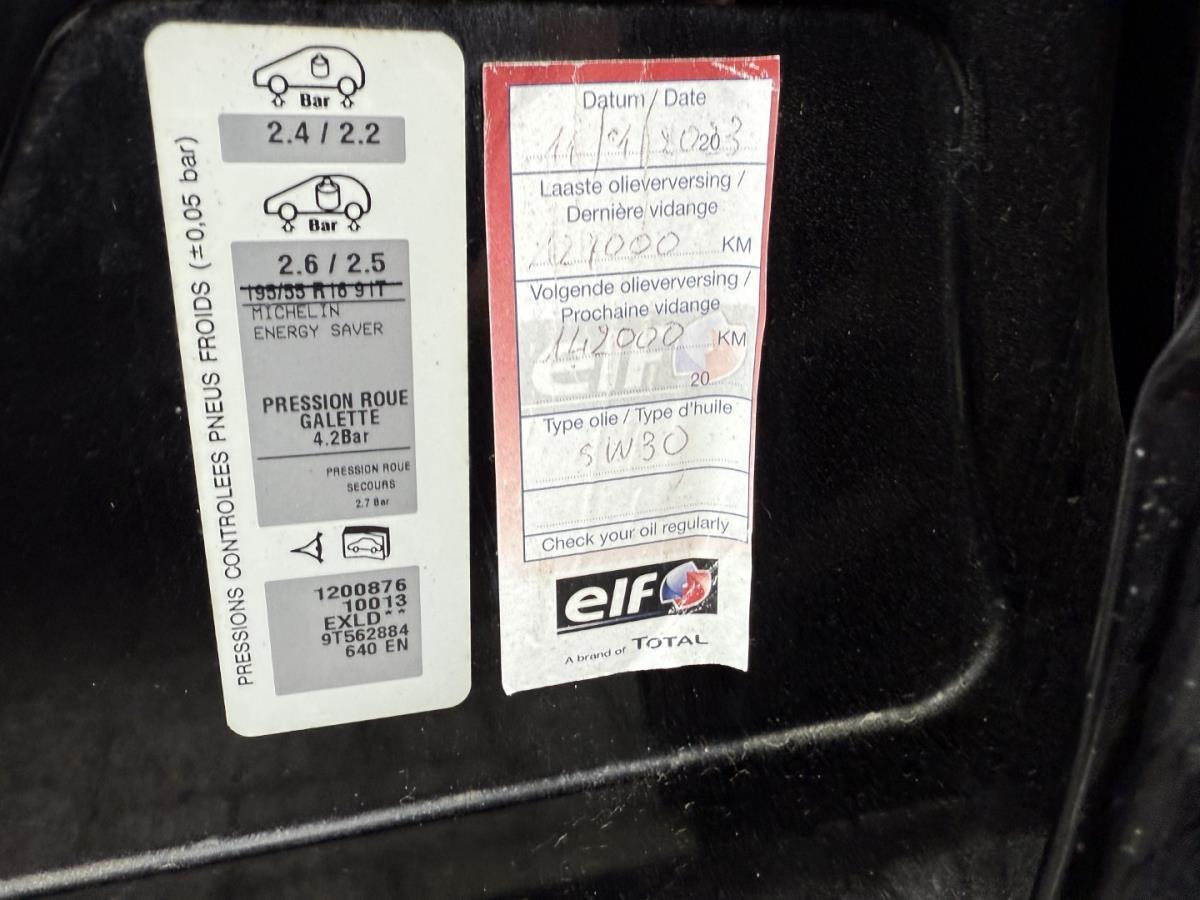 Bar
2.4 / 2.2
Bar
2.6 / 2.5
195/55 R16 91T
MICHELIN
ENERGY SAVER
PRESSION ROUE
GALETTE
4.2Bar
PRESSION ROUE
SECOURS
2.7 Bar
1200876
10013
EXLD**
9T562884
640 EN
PRESSIONS CONTROLEES PNEUS FROIDS (±0,05 bar)
Datum / Date
2023
Laaste olieverversing /
Dernière vidange
127000 KM
Volgende olieverversing /
Prochaine vidange
142000 KM
elf
20
Type olie / Type d'huile
5W30
Check your oil regularly
elf
A brand of TOTAL